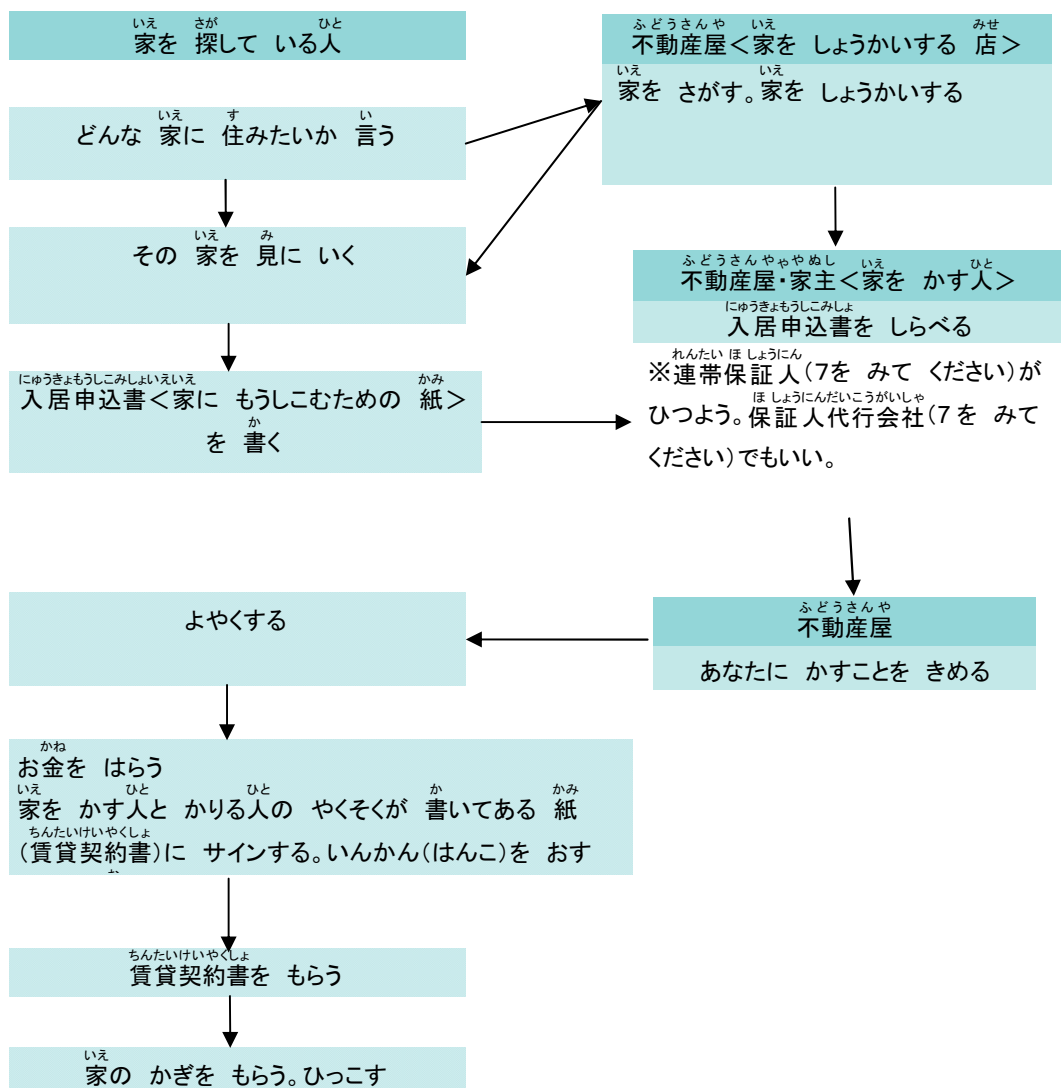 家を 探して いる人
どんな 家に 住みたいか 言う
その 家を 見に いく
入居申込書<家に もうしこむための 紙>
を 書く
不動産屋<家を しょうかいする 店>
家を さがす。家を しょうかいする
不動産屋・家主<家を かす人>
入居申込書を しらべる
※連帯保証人(7を みて ください)が
ひつよう。保証人代行会社(7を みて
ください)でもいい。
不動産屋
あなたに かすことを きめる
よやくする
お金を はらう
家を かす人と かりる人の やくそくが 書いてある 紙
(賃貸契約書)に サインする。いんかん(はんこ)を おす
賃貸契約書を もらう
家の かぎを もらう。ひっこす